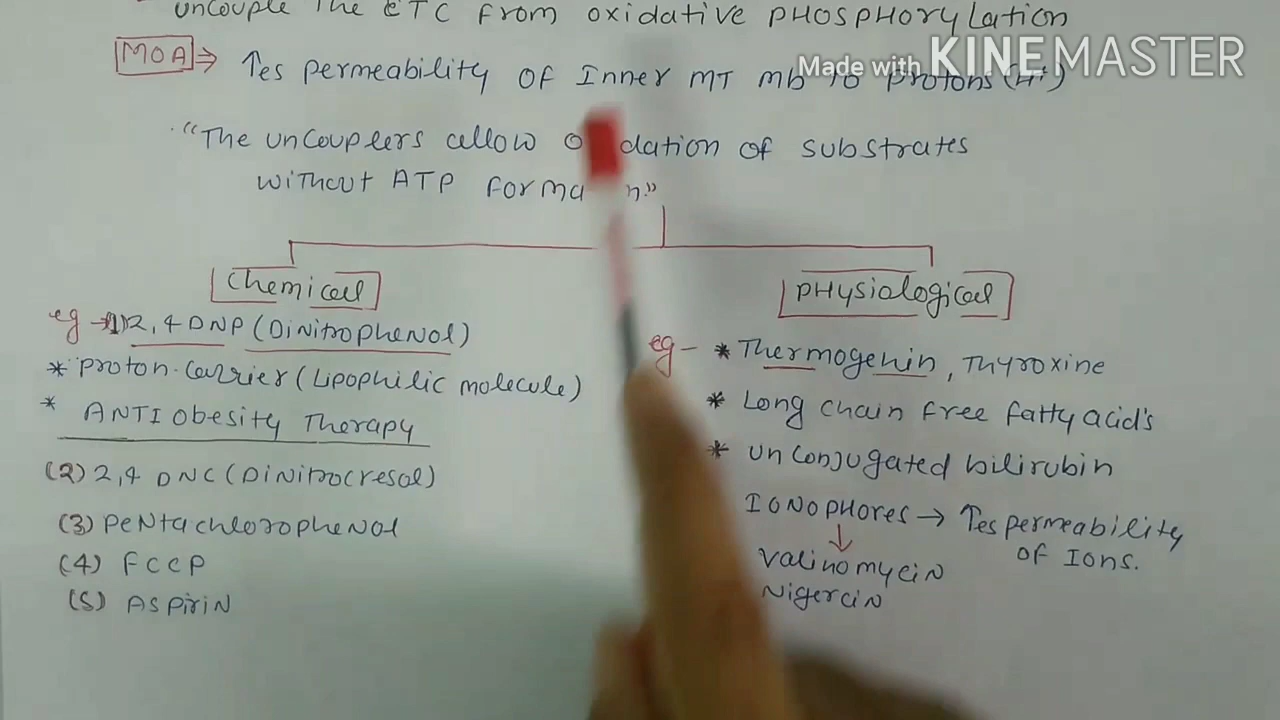 uncouple The ETC from oxidative PHOSPHorylation
MOA ⇒ ↑es permeability OF Inner MT mb To Protons (H+)
Made with KINEMASTER
"The uncouplers allow dation of substrates
without ATP forma n"
Chemical
PHysiological
eg → 1) 2,4 DNP (Dinitrophenol)
* Proton-Carrier (Lipophilic molecule)
* ANTI Obesity Therapy
(2) 2,4 DNC (Dinitrocresol)
(3) Pentachlorophenol
(4) FCCP
(5) Aspirin
eg - * Thermogenin, Thyroxine
* Long chain free fatty acid's
* unconjugated bilirubin
IONOPHORES → ↑es permeability of Ions.
↓
Valinomycin
Nigercin